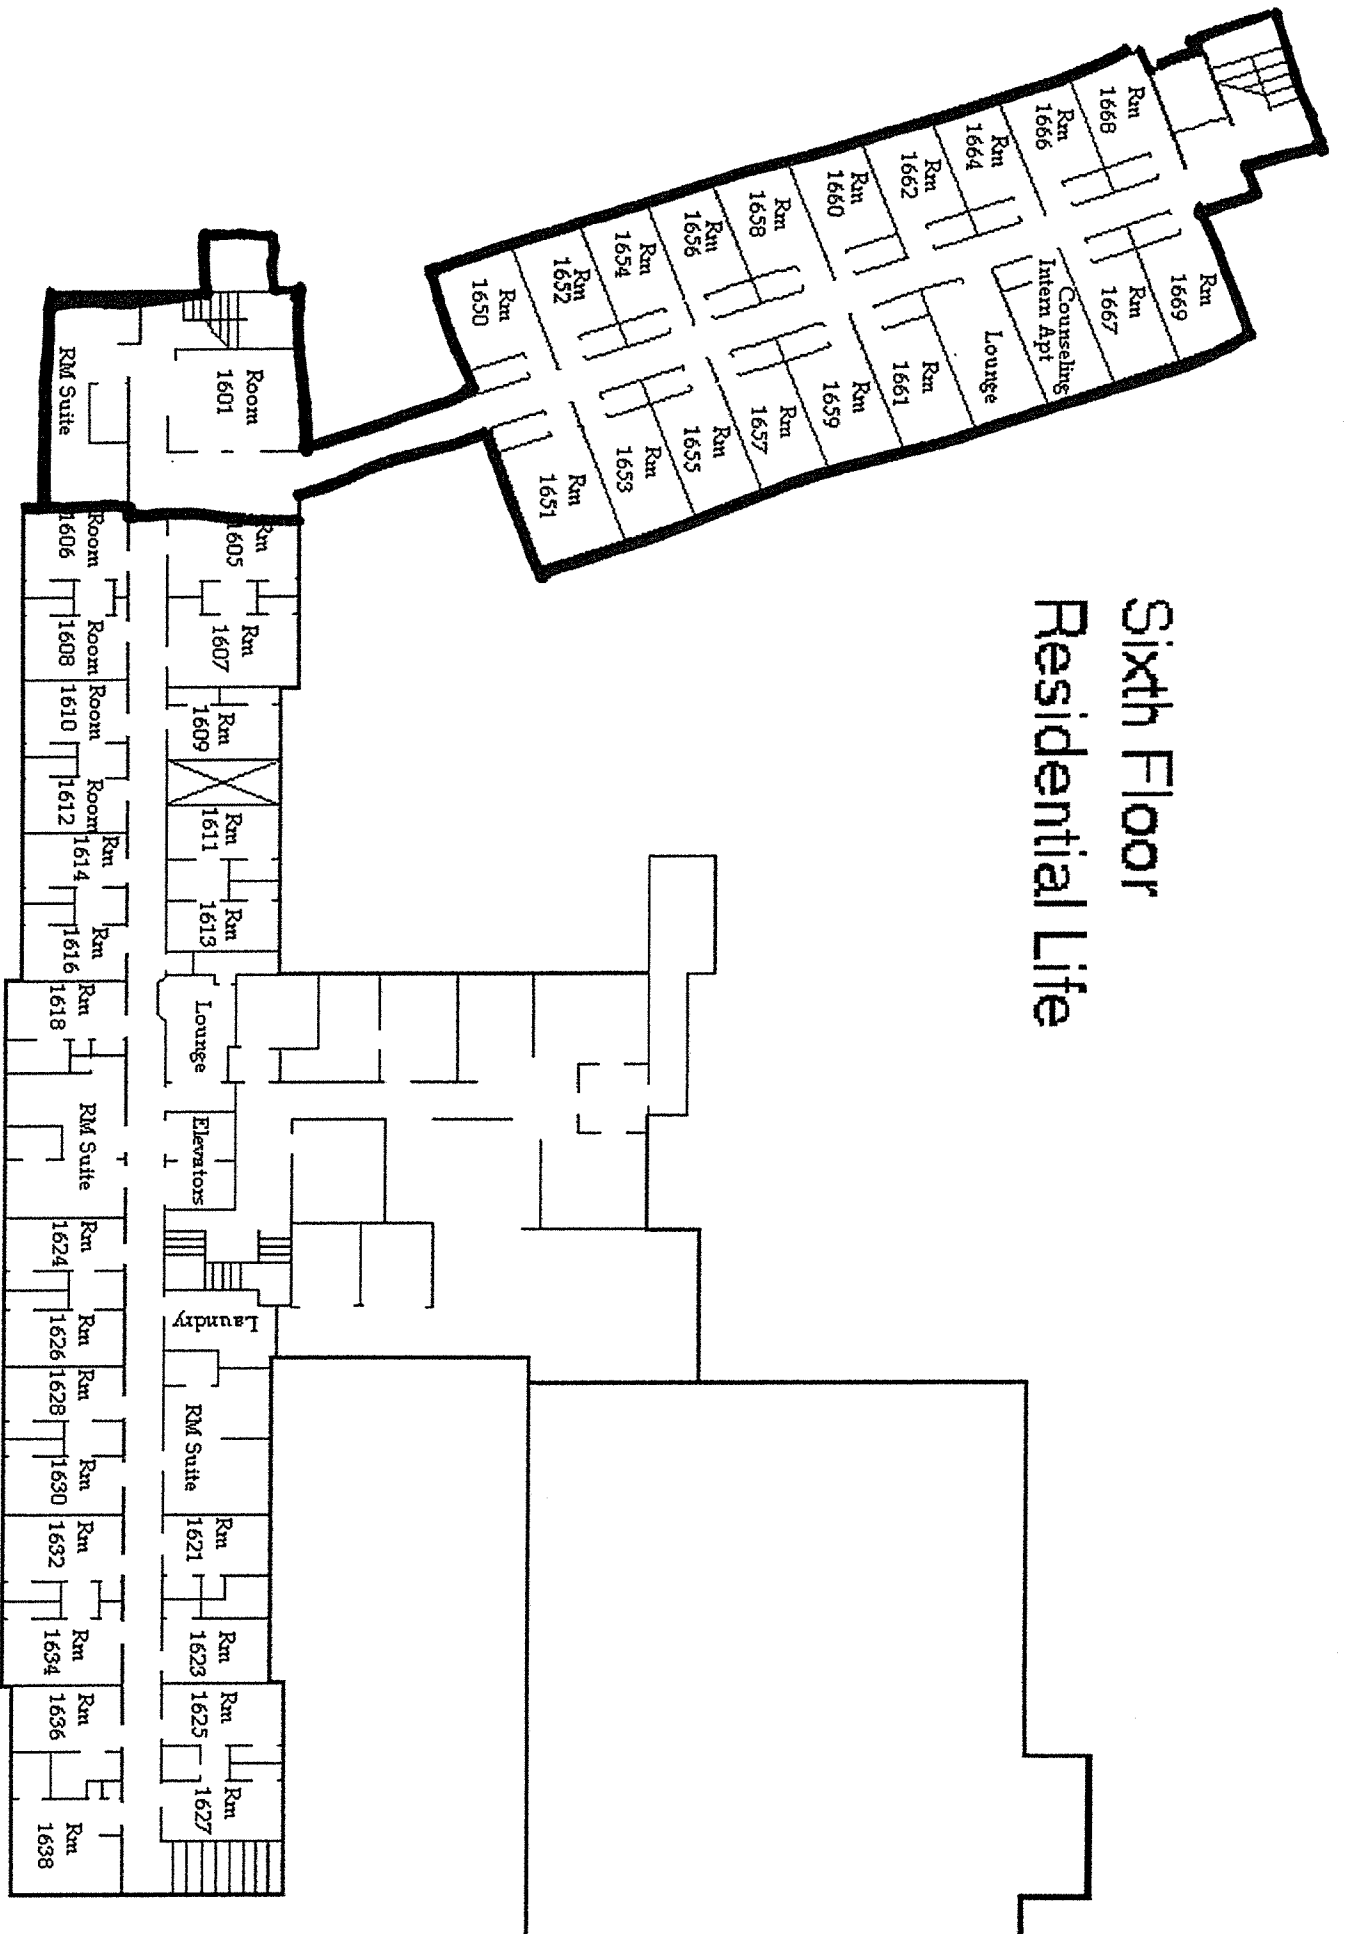 Sixth Floor
Residential Life
Rm
1668
Rm
1666
Rm
1664
Rm
1662
Rm
1660
Rm
1658
Rm
1656
Rm
1654
Rm
1652
Rm
1650
Rm
1669
Rm
1667
Counseling
Intern Apt
Lounge
Rm
1661
Rm
1659
Rm
1657
Rm
1655
Rm
1653
Rm
1651
Room
1601
RM Suite
Rm
1605
Rm
1607
Rm
1609
Rm
1611
Rm
1613
Lounge
Elevators
Laundry
RM Suite
Rm
1621
Rm
1623
Rm
1625
Rm
1627
Room
1606
Room
1608
Room
1610
Room
1612
Rm
1614
Rm
1616
Rm
1618
RM Suite
Rm
1624
Rm
1626
Rm
1628
Rm
1630
Rm
1632
Rm
1634
Rm
1636
Rm
1638